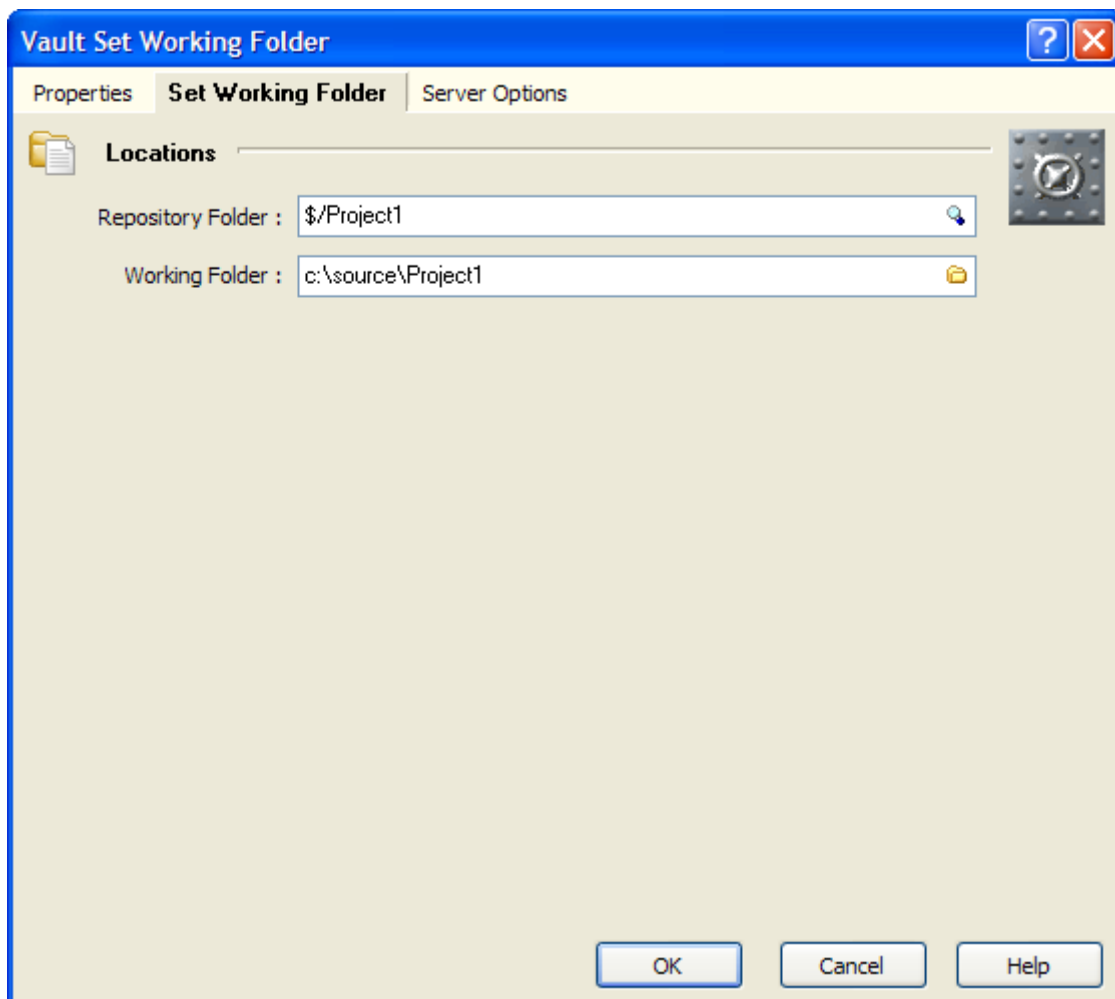 Vault Set Working Folder
Properties Set Working Folder Server Options
Locations
Repository Folder : $/Project1
Working Folder : c:\source\Project1
OK Cancel Help